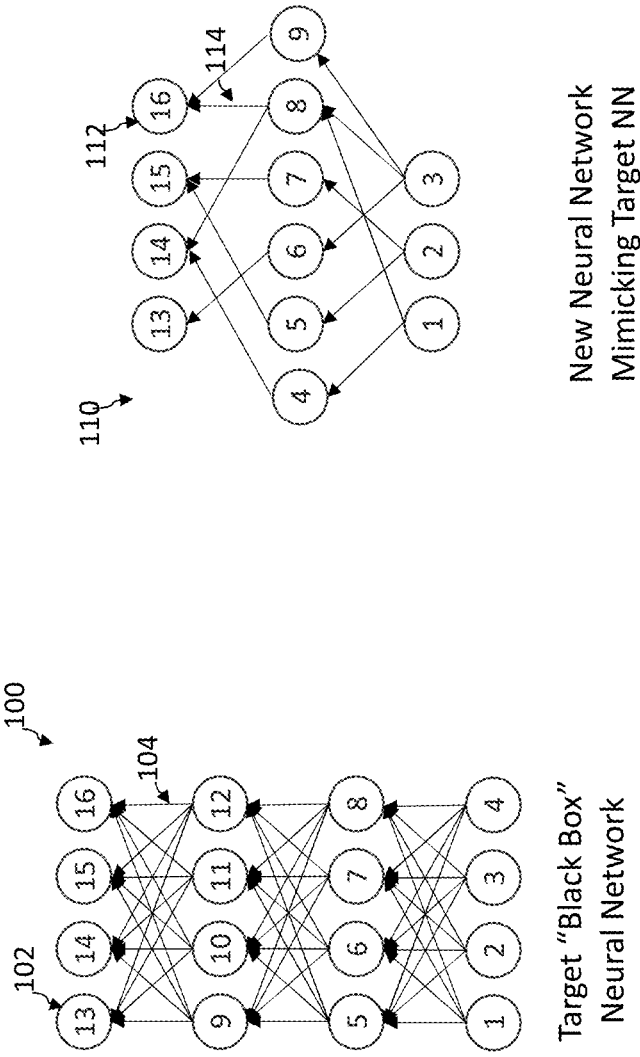 100
102
13 14 15 16
104
9 10 11 12
5 6 7 8
1 2 3 4
Target “Black Box”
Neural Network
110
112
13 14 15 16
114
4 5 6 7 8 9
1 2 3
New Neural Network
Mimicking Target NN